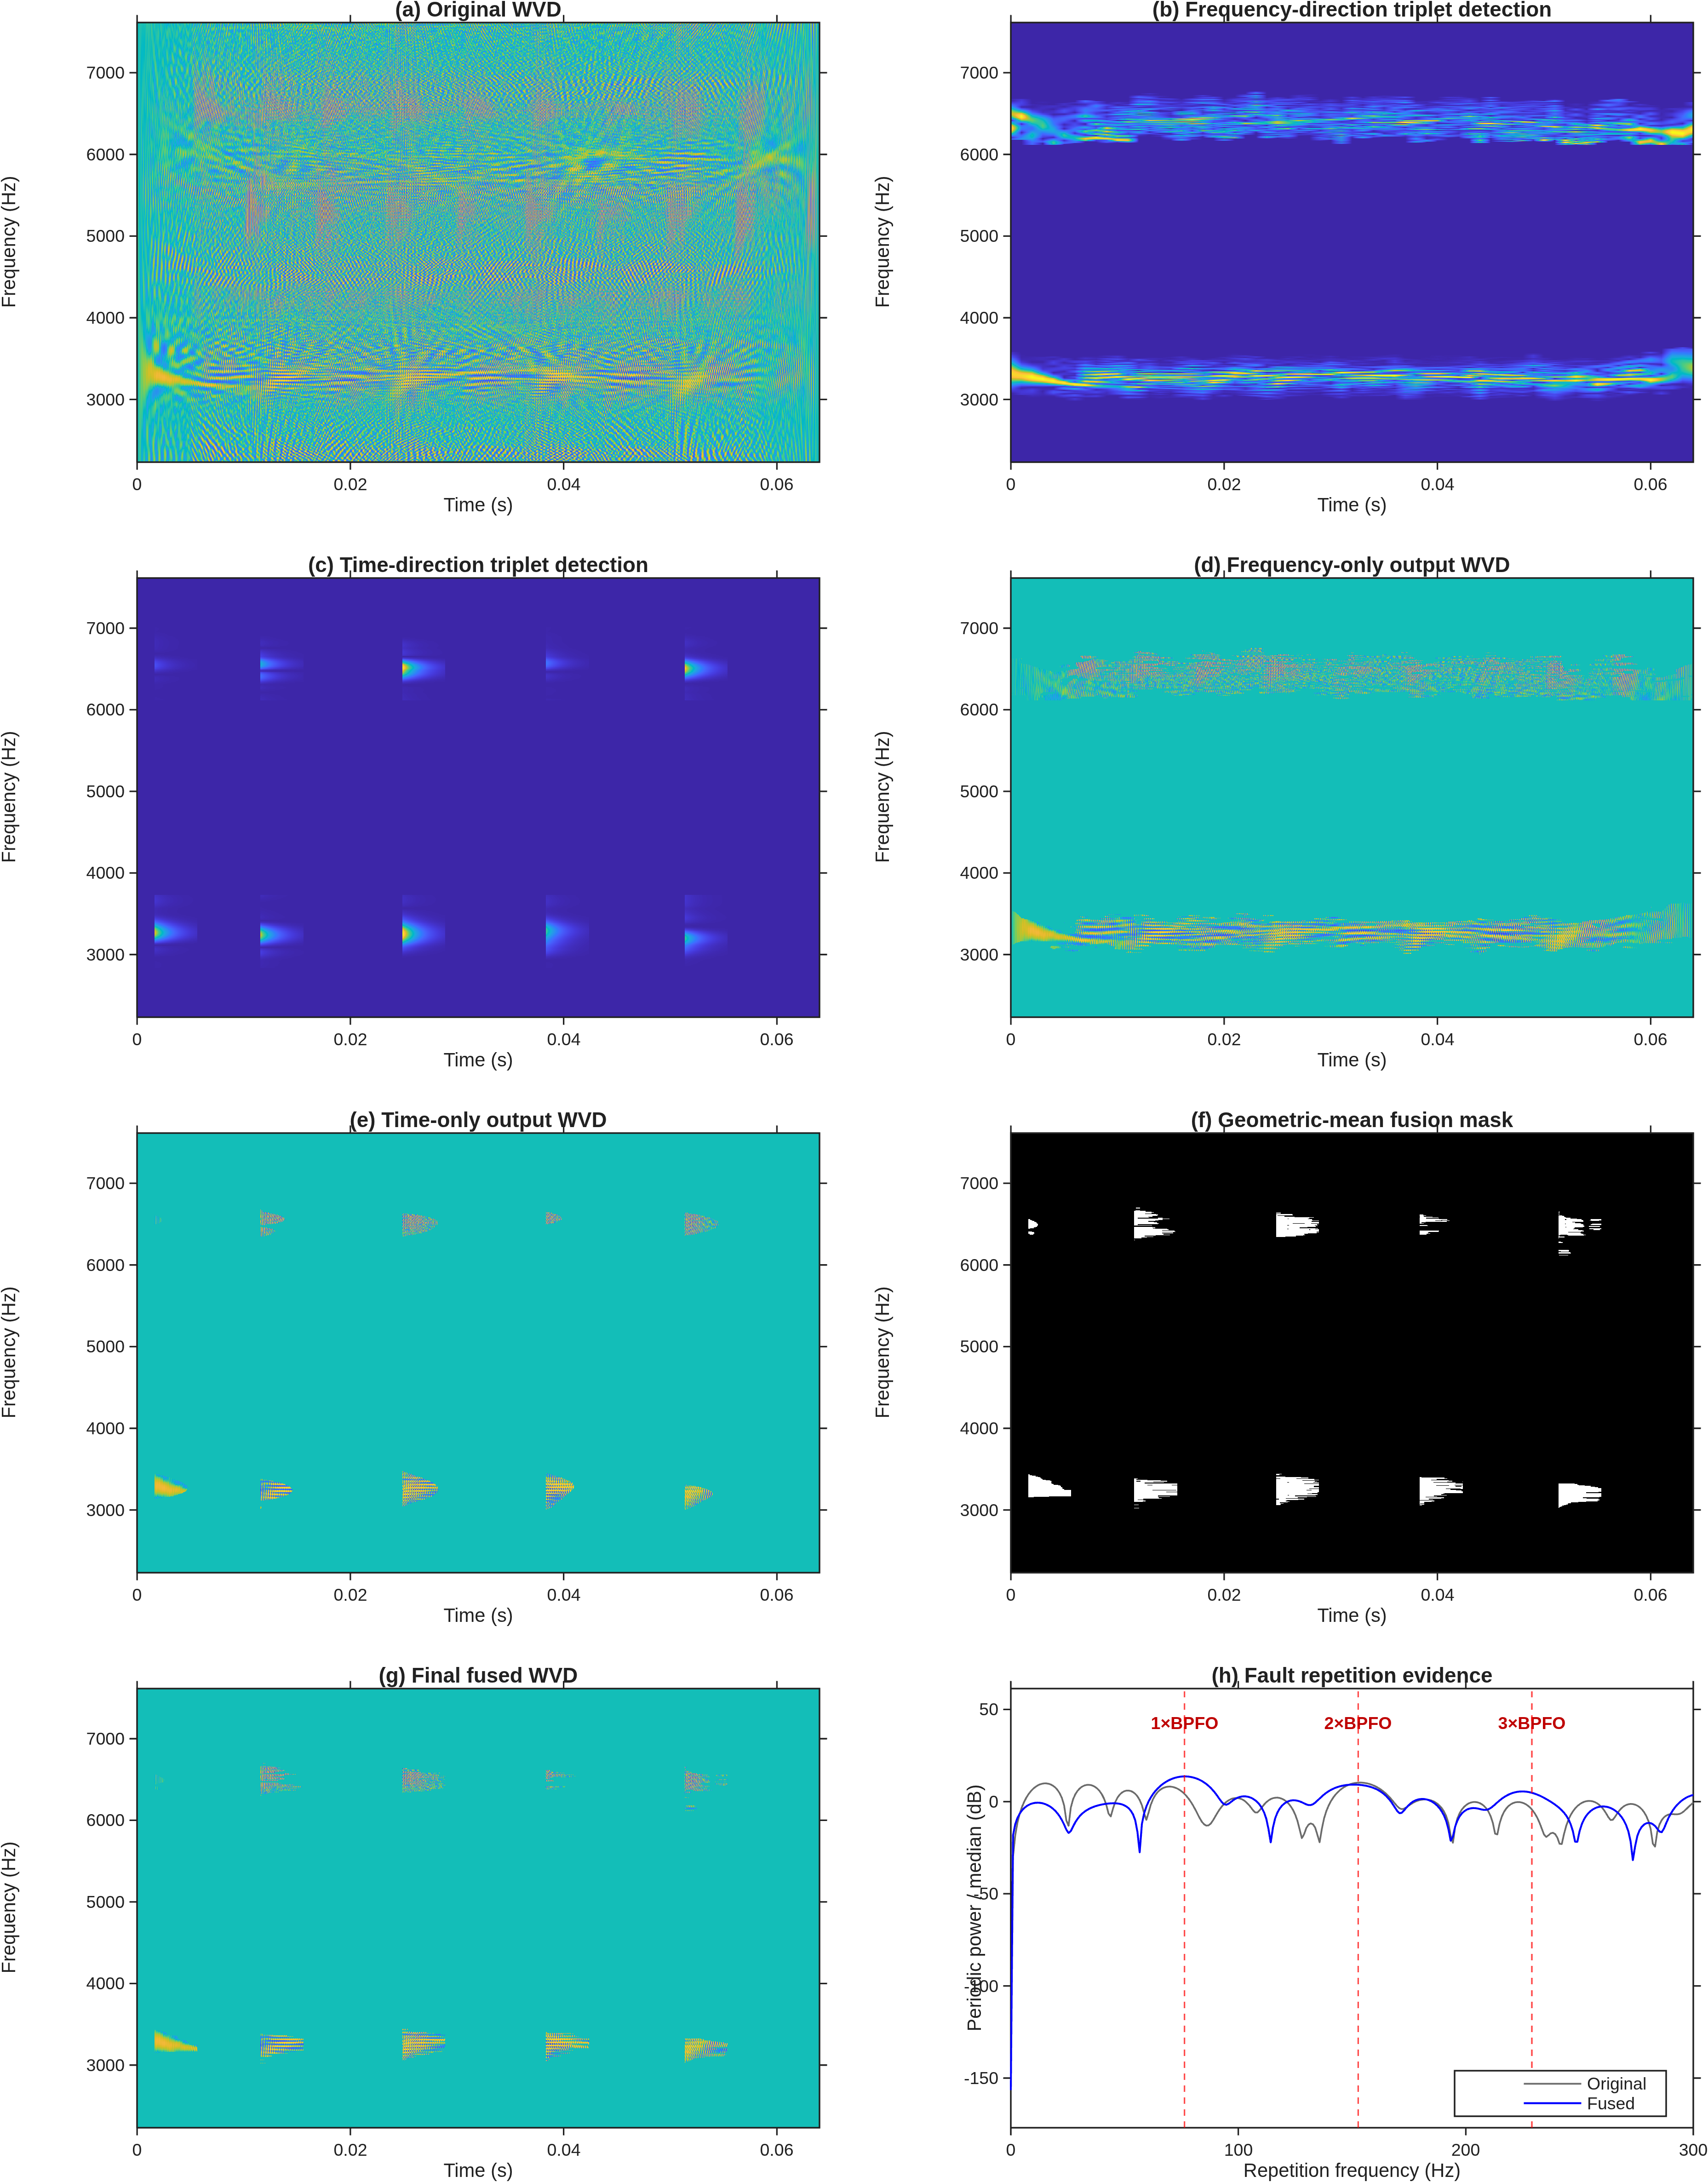 (a) Original WVD
7000
6000
5000
4000
3000
Frequency (Hz)
0 0.02 0.04 0.06
Time (s)
(b) Frequency-direction triplet detection
7000
6000
5000
4000
3000
Frequency (Hz)
0 0.02 0.04 0.06
Time (s)
(c) Time-direction triplet detection
7000
6000
5000
4000
3000
Frequency (Hz)
0 0.02 0.04 0.06
Time (s)
(d) Frequency-only output WVD
7000
6000
5000
4000
3000
Frequency (Hz)
0 0.02 0.04 0.06
Time (s)
(e) Time-only output WVD
7000
6000
5000
4000
3000
Frequency (Hz)
0 0.02 0.04 0.06
Time (s)
(f) Geometric-mean fusion mask
7000
6000
5000
4000
3000
Frequency (Hz)
0 0.02 0.04 0.06
Time (s)
(g) Final fused WVD
7000
6000
5000
4000
3000
Frequency (Hz)
0 0.02 0.04 0.06
Time (s)
(h) Fault repetition evidence
1×BPFO 2×BPFO 3×BPFO
50
0
-50
-100
-150
Periodic power / median (dB)
Original
Fused
0 100 200 300
Repetition frequency (Hz)